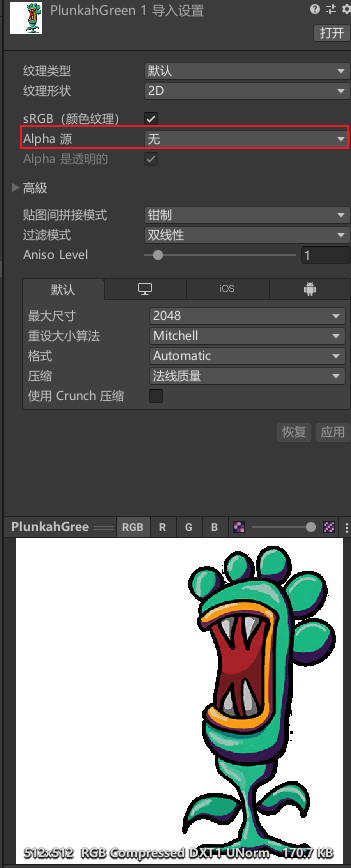 PlunkahGreen 1 导入设置
打开
纹理类型 默认
纹理形状 2D
sRGB（颜色纹理）
Alpha 源 无
Alpha 是透明的
高級
贴图间拼接模式 钳制
过滤模式 双线性
Aniso Level 1
默认 iOS
最大尺寸 2048
重设大小算法 Mitchell
格式 Automatic
压缩 法线质量
使用 Crunch 压缩
恢复 应用
PlunkahGree RGB R G B
512x512 RGB Compressed DXT1 UNorm 170.7 KB